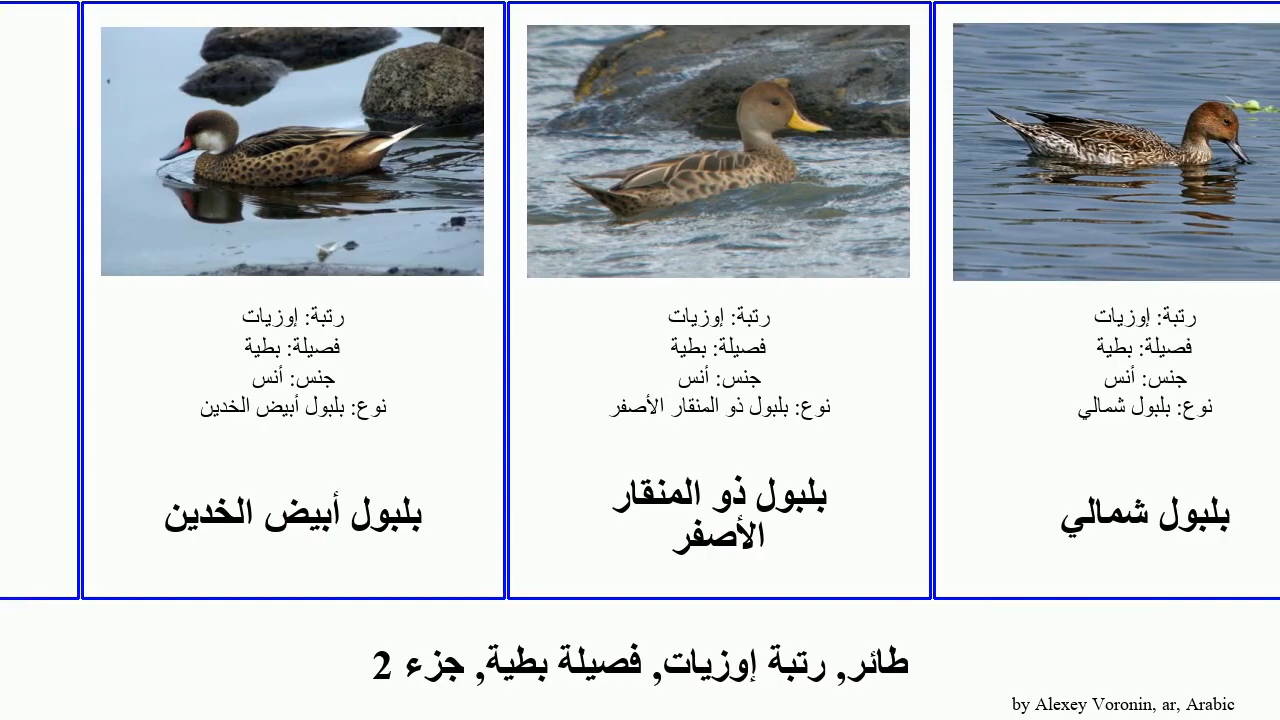 رتبة: إوزيات
فصيلة: بطية
جنس: أنس
نوع: بلبول أبيض الخدين
بلبول أبيض الخدين
رتبة: إوزيات
فصيلة: بطية
جنس: أنس
نوع: بلبول ذو المنقار الأصفر
بلبول ذو المنقار
الأصفر
رتبة: إوزيات
فصيلة: بطية
جنس: أنس
نوع: بلبول شمالي
بلبول شمالي
طائر, رتبة إوزيات, فصيلة بطية, جزء 2
by Alexey Voronin, ar, Arabic